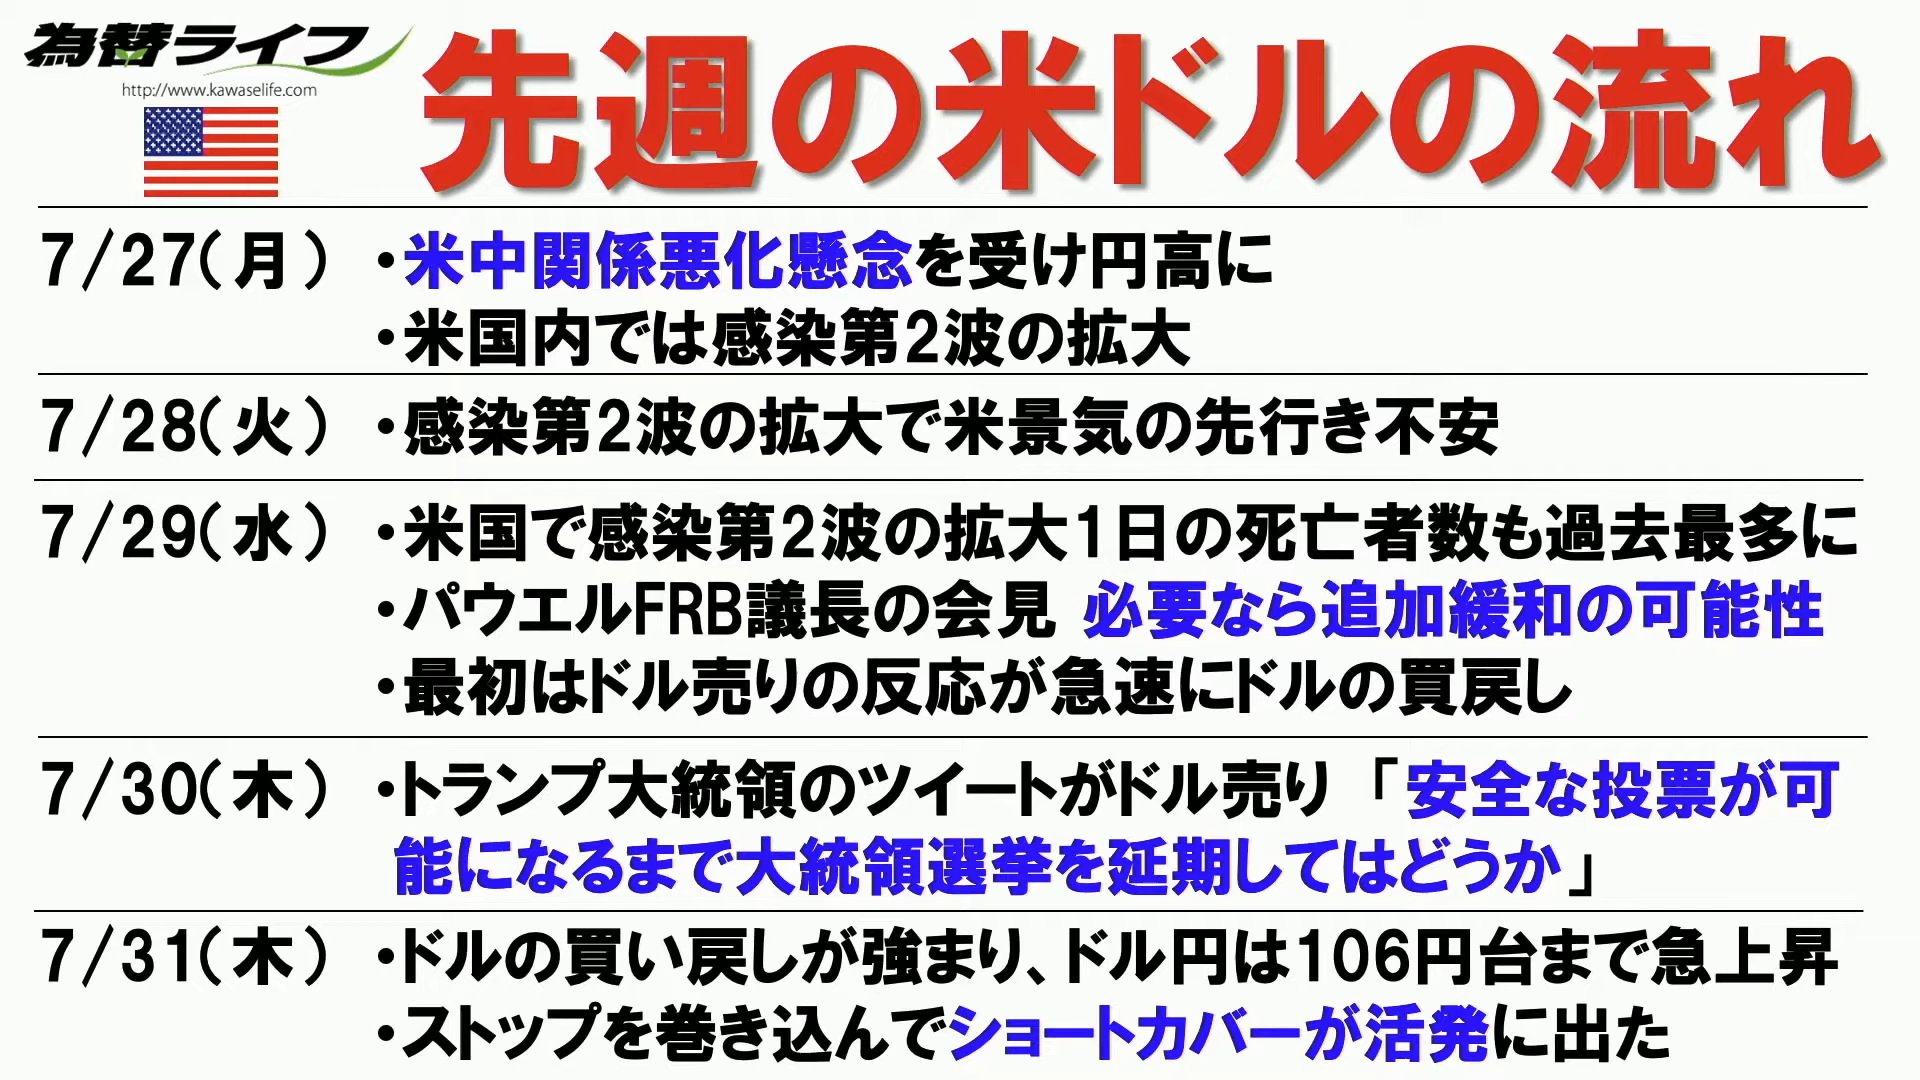 為替ライフ
http://www.kawaselife.com
先週の米ドルの流れ
7/27(月) ・米中関係悪化懸念を受け円高に
・米国内では感染第2波の拡大
7/28(火) ・感染第2波の拡大で米景気の先行き不安
7/29(水) ・米国で感染第2波の拡大1日の死亡者数も過去最多に
・パウエルFRB議長の会見 必要なら追加緩和の可能性
・最初はドル売りの反応が急速にドルの買戻し
7/30(木) ・トランプ大統領のツイートがドル売り「安全な投票が可
能になるまで大統領選挙を延期してはどうか」
7/31(木) ・ドルの買い戻しが強まり、ドル円は106円台まで急上昇
・ストップを巻き込んでショートカバーが活発に出た